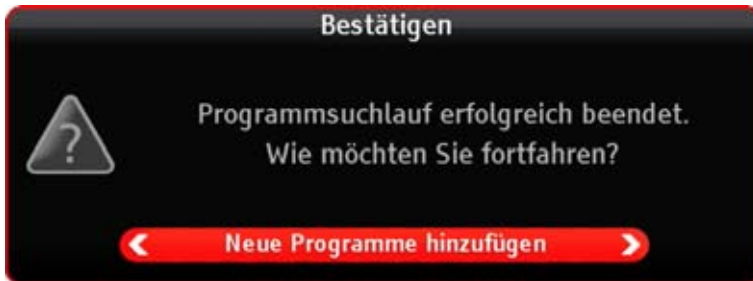 Bestätigen
?
Programmsuchlauf erfolgreich beendet.
Wie möchten Sie fortfahren?
Neue Programme hinzufügen